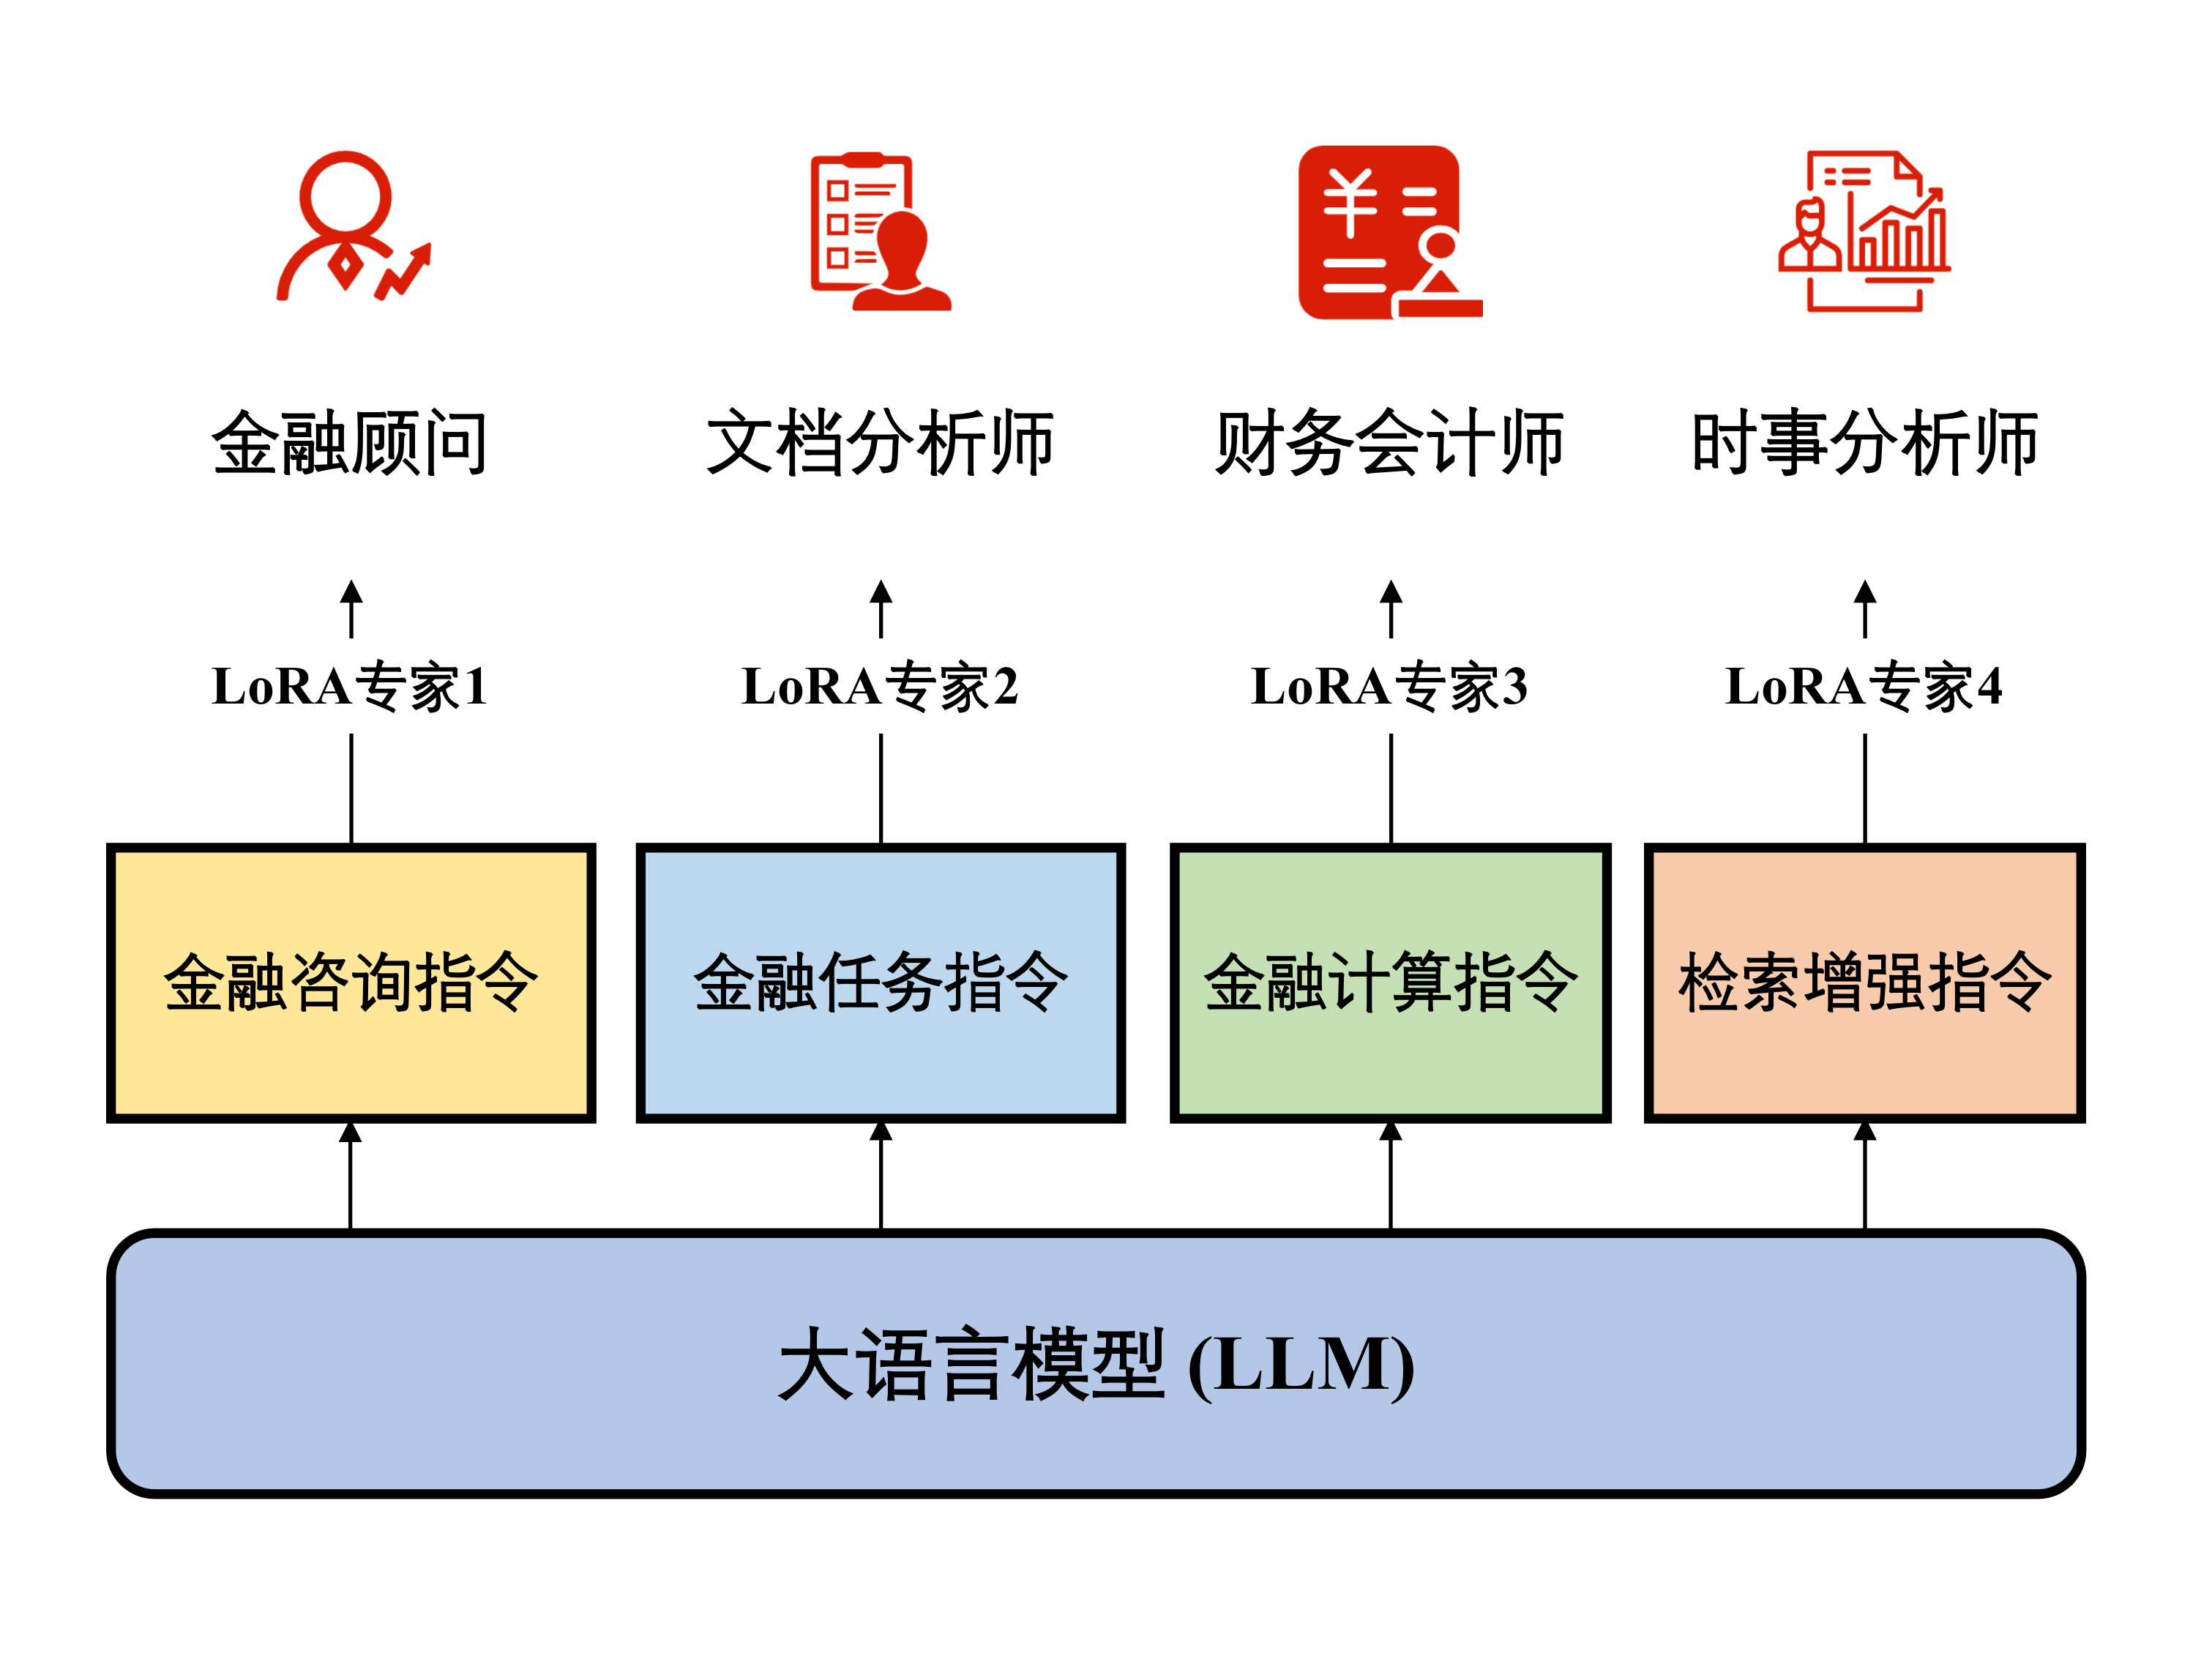 ¥
金融顾问 文档分析师 财务会计师 时事分析师
LoRA专家1 LoRA专家2 LoRA专家3 LoRA专家4
金融咨询指令 金融任务指令 金融计算指令 检索增强指令
大语言模型 (LLM)